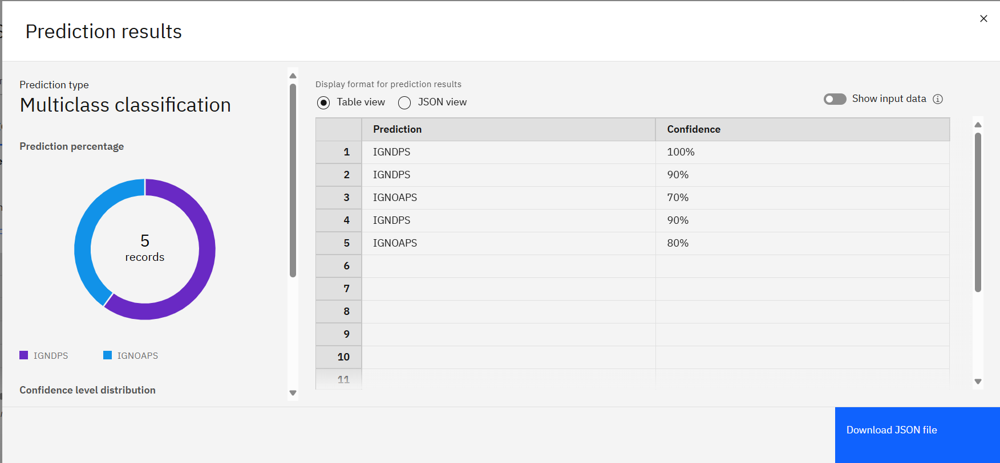 Prediction results
Prediction type
Multiclass classification
Prediction percentage
5
records
IGNDPS IGNOAPS
Confidence level distribution
Display format for prediction results
Table view JSON view
Show input data
Prediction Confidence
1 IGNDPS 100%
2 IGNDPS 90%
3 IGNOAPS 70%
4 IGNDPS 90%
5 IGNOAPS 80%
6
7
8
9
10
11
Download JSON file